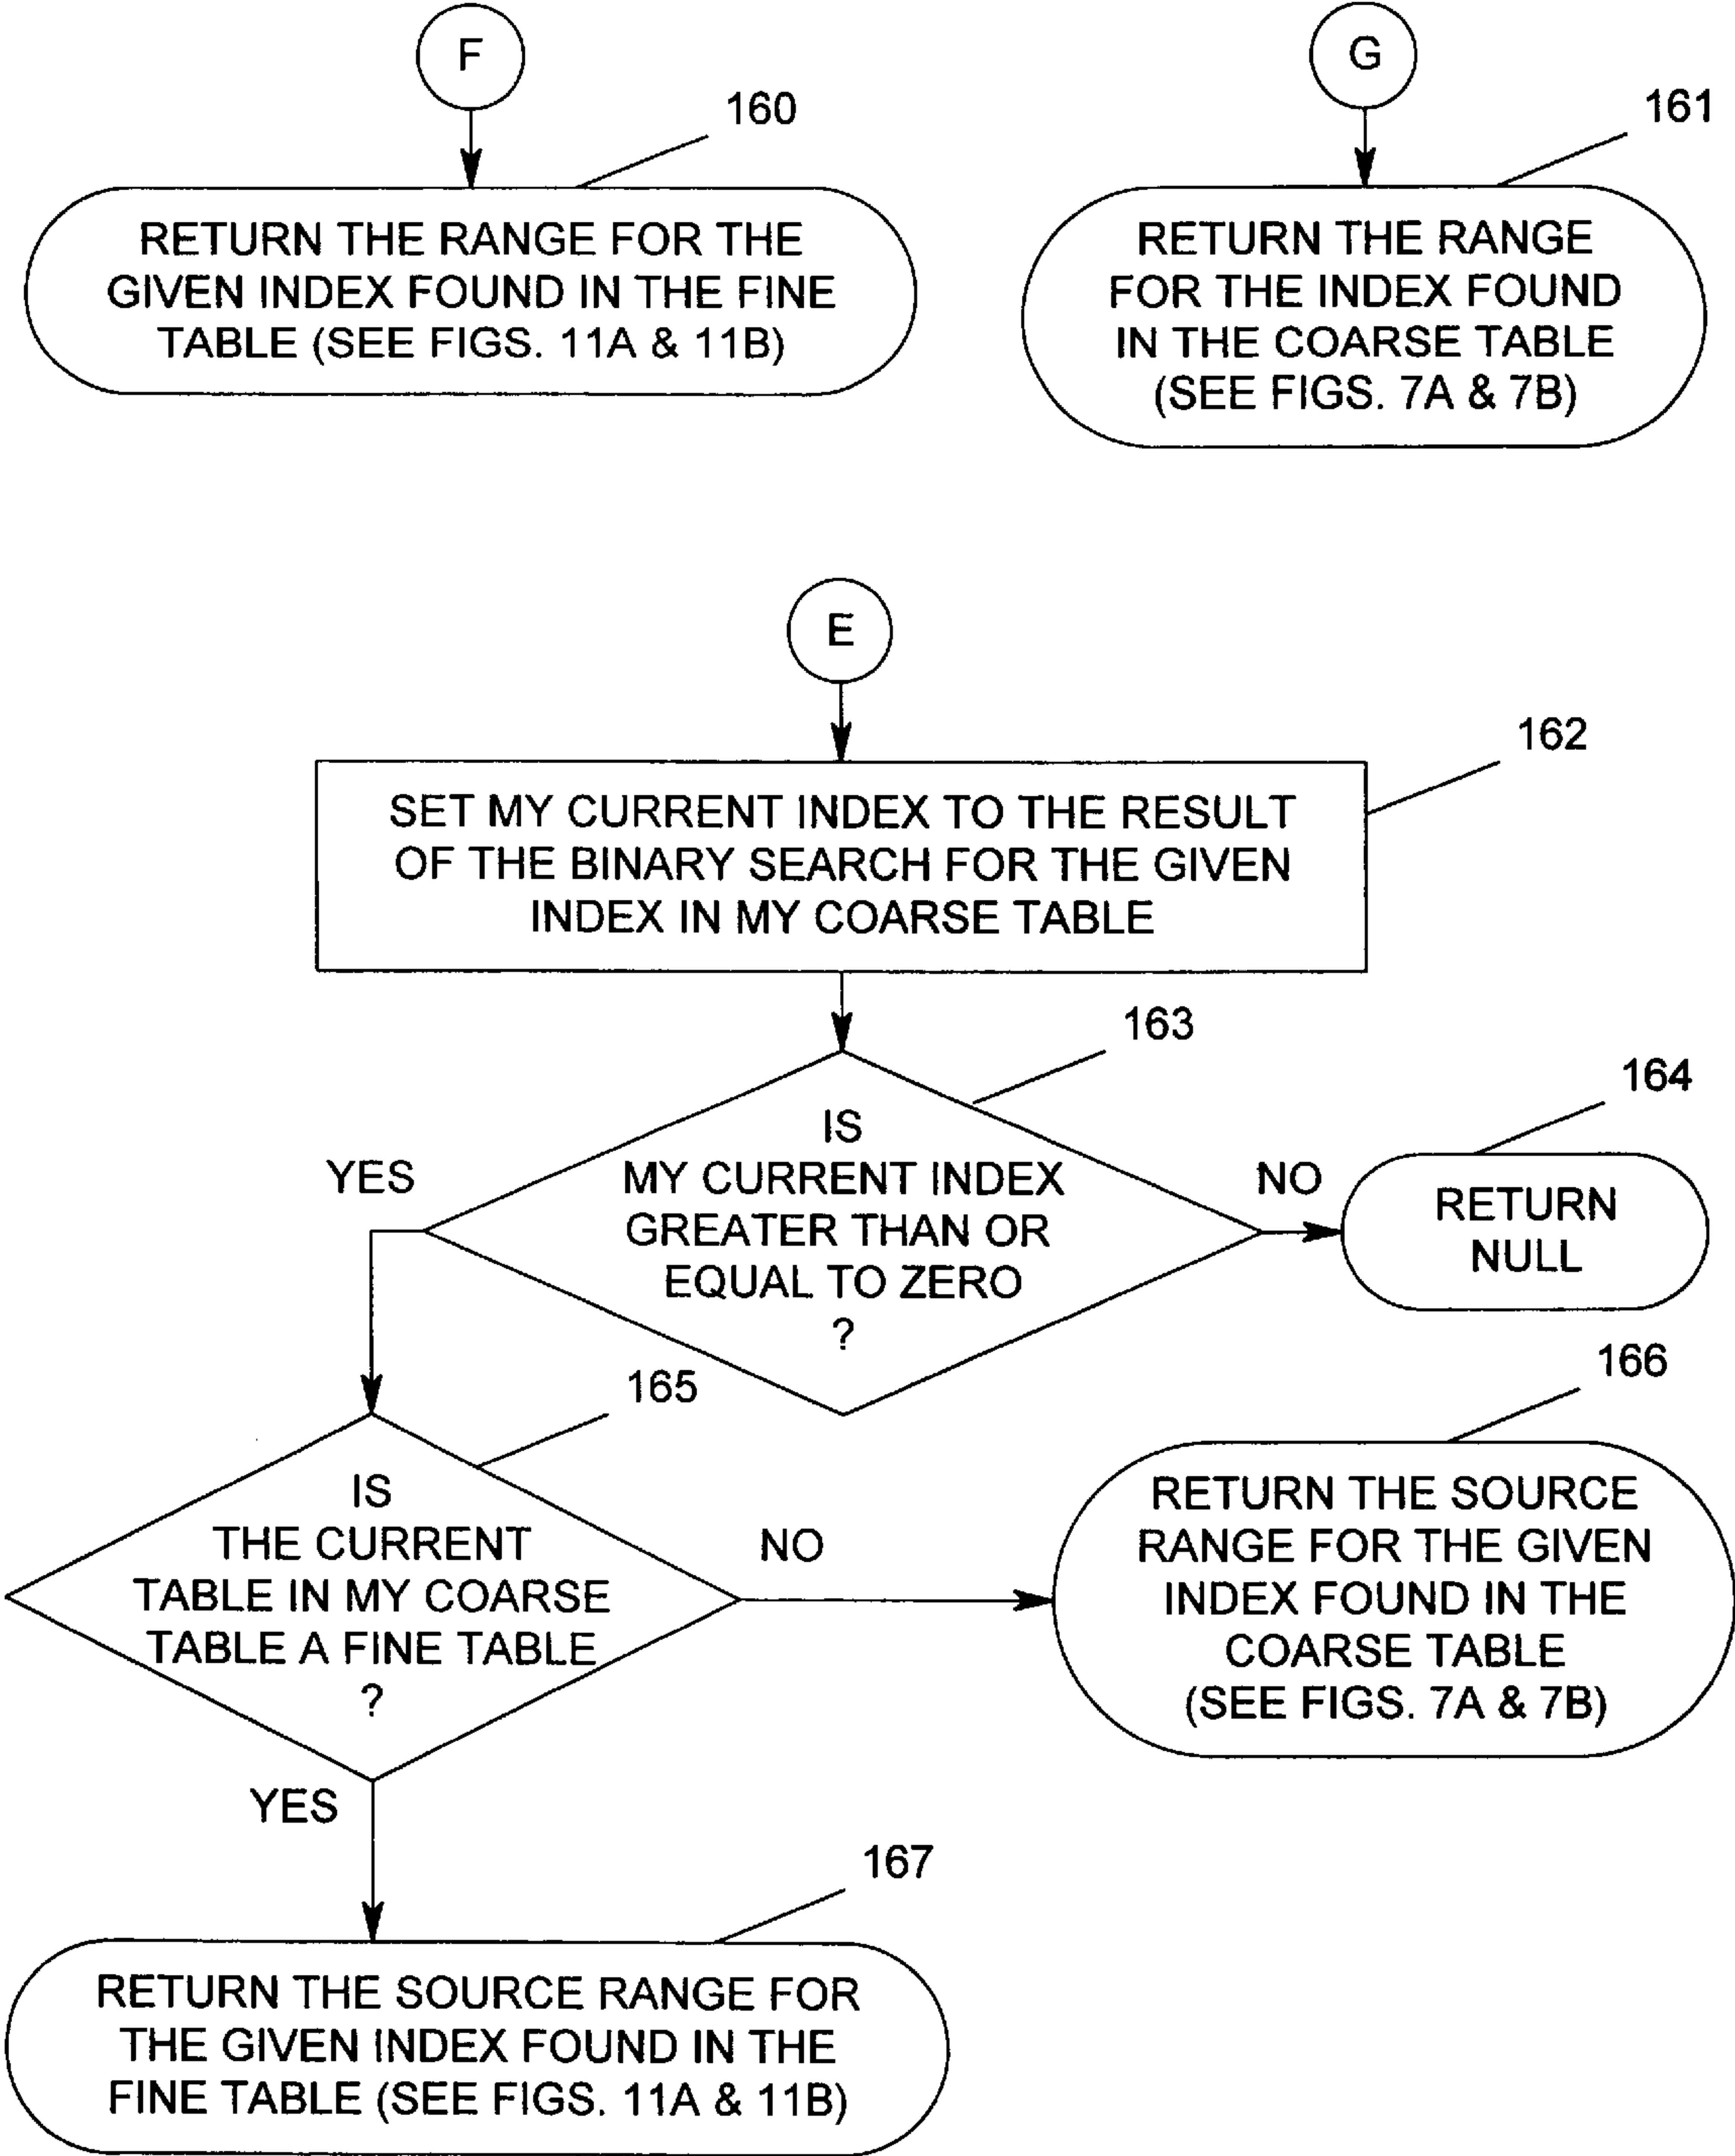 F
160
RETURN THE RANGE FOR THE
GIVEN INDEX FOUND IN THE FINE
TABLE (SEE FIGS. 11A & 11B)
G
161
RETURN THE RANGE
FOR THE INDEX FOUND
IN THE COARSE TABLE
(SEE FIGS. 7A & 7B)
E
162
SET MY CURRENT INDEX TO THE RESULT
OF THE BINARY SEARCH FOR THE GIVEN
INDEX IN MY COARSE TABLE
163
IS
MY CURRENT INDEX
GREATER THAN OR
EQUAL TO ZERO
?
YES
NO
164
RETURN
NULL
165
IS
THE CURRENT
TABLE IN MY COARSE
TABLE A FINE TABLE
?
NO
166
RETURN THE SOURCE
RANGE FOR THE GIVEN
INDEX FOUND IN THE
COARSE TABLE
(SEE FIGS. 7A & 7B)
YES
167
RETURN THE SOURCE RANGE FOR
THE GIVEN INDEX FOUND IN THE
FINE TABLE (SEE FIGS. 11A & 11B)